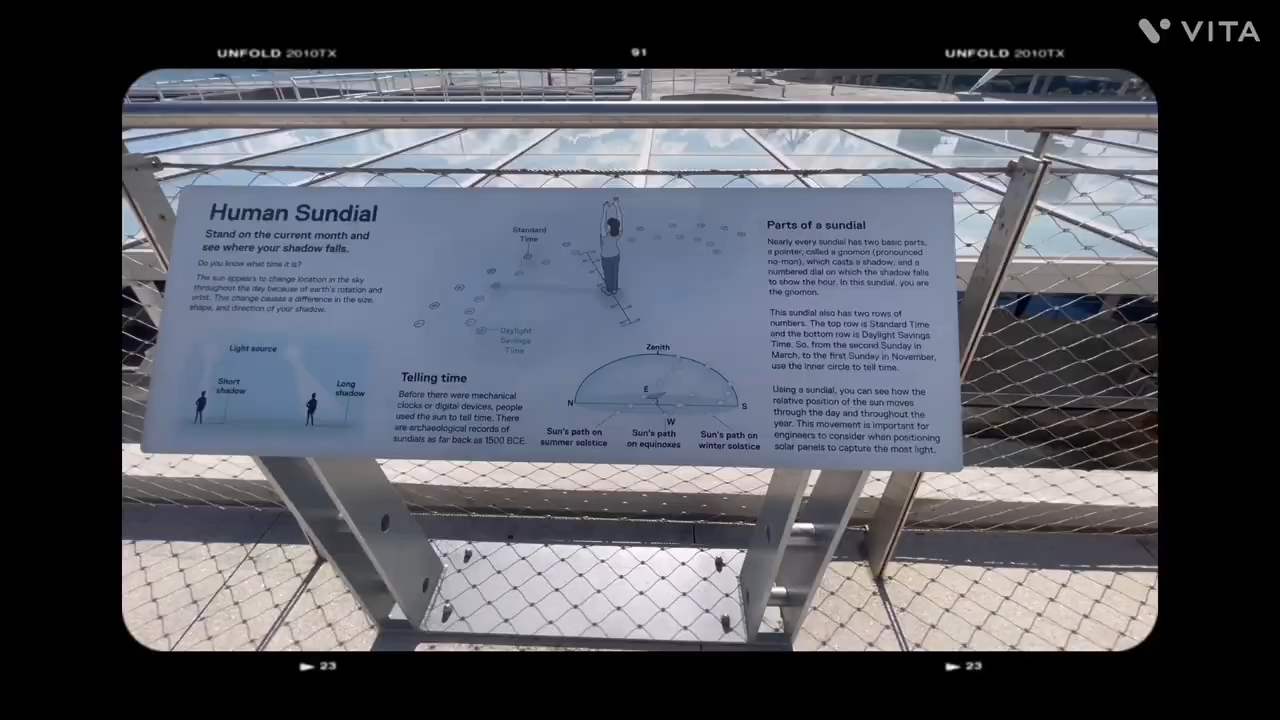 UNFOLD 2010TX
91
UNFOLD 2010TX
VITA
Human Sundial
Stand on the current month and
see where your shadow falls.
Do you know what time it is?
The sun appears to change location in the sky
throughout the day because of earth's rotation and
orbit. This change causes a difference in the size,
shape, and direction of your shadow.
Light source
Short
shadow
Long
shadow
Standard
Time
Daylight
Savings
Time
Telling time
Before there were mechanical
clocks or digital devices, people
used the sun to tell time. There
are archaeological records of
sundials as far back as 1500 BCE.
Zenith
N
E
S
W
Sun's path on
summer solstice
Sun's path
on equinoxes
Sun's path on
winter solstice
Parts of a sundial
Nearly every sundial has two basic parts,
a pointer, called a gnomon (pronounced
no-mon), which casts a shadow; and a
numbered dial on which the shadow falls
to show the hour. In this sundial, you are
the gnomon.
This sundial also has two rows of
numbers. The top row is Standard Time
and the bottom row is Daylight Savings
Time. So, from the second Sunday in
March, to the first Sunday in November,
use the inner circle to tell time.
Using a sundial, you can see how the
relative position of the sun moves
through the day and throughout the
year. This movement is important for
engineers to consider when positioning
solar panels to capture the most light.
23
23